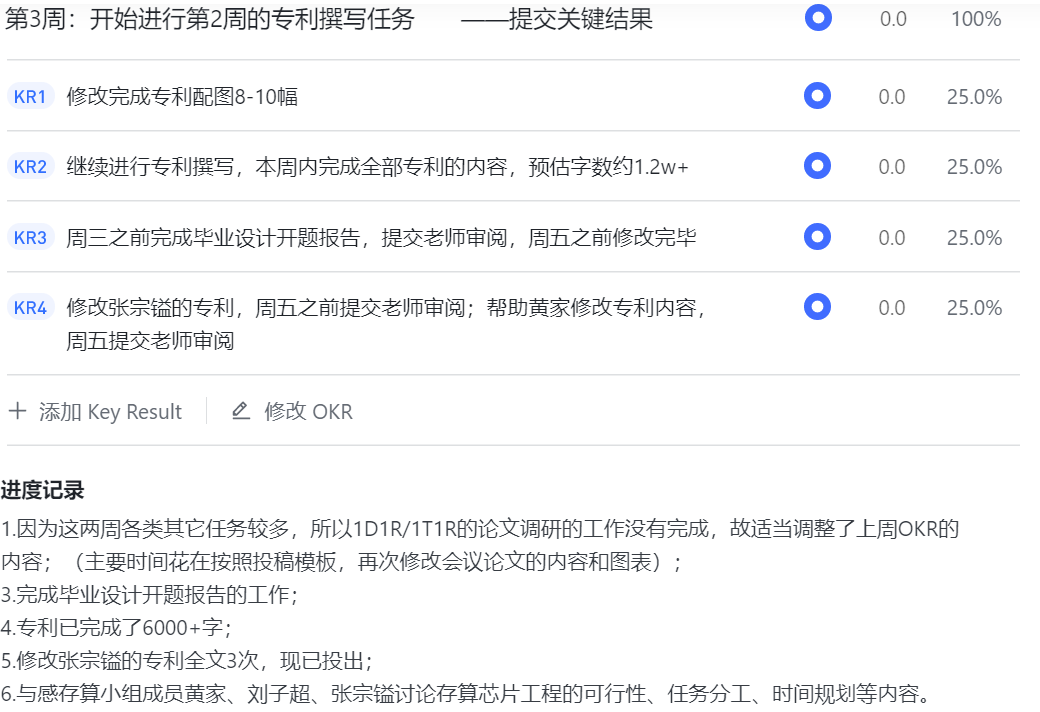 第3周：开始进行第2周的专利撰写任务 ——提交关键结果 0.0 100%
KR1 修改完成专利配图8-10幅 0.0 25.0%
KR2 继续进行专利撰写，本周内完成全部专利的内容，预估字数约1.2w+ 0.0 25.0%
KR3 周三之前完成毕业设计开题报告，提交老师审阅，周五之前修改完毕 0.0 25.0%
KR4 修改张宗镒的专利，周五之前提交老师审阅；帮助黄家修改专利内容， 0.0 25.0%
周五提交老师审阅
添加 Key Result 修改 OKR
进度记录
1.因为这两周各类其它任务较多，所以1D1R/1T1R的论文调研的工作没有完成，故适当调整了上周OKR的
内容；（主要时间花在按照投稿模板，再次修改会议论文的内容和图表）；
3.完成毕业设计开题报告的工作；
4.专利已完成了6000+字；
5.修改张宗镒的专利全文3次，现已投出；
6.与感存算小组成员黄家、刘子超、张宗镒讨论存算芯片工程的可行性、任务分工、时间规划等内容。